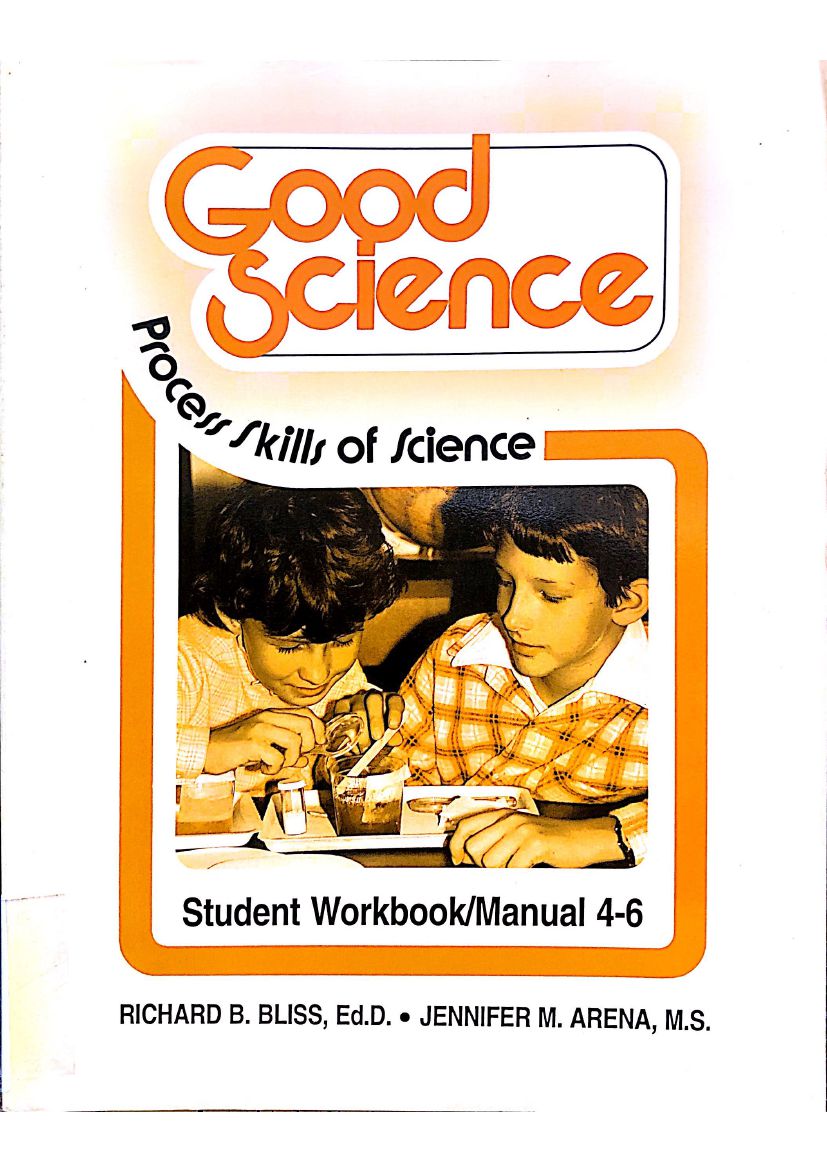 Good
Science
Process Skills of Science
Student Workbook/Manual 4-6
RICHARD B. BLISS, Ed.D. • JENNIFER M. ARENA, M.S.